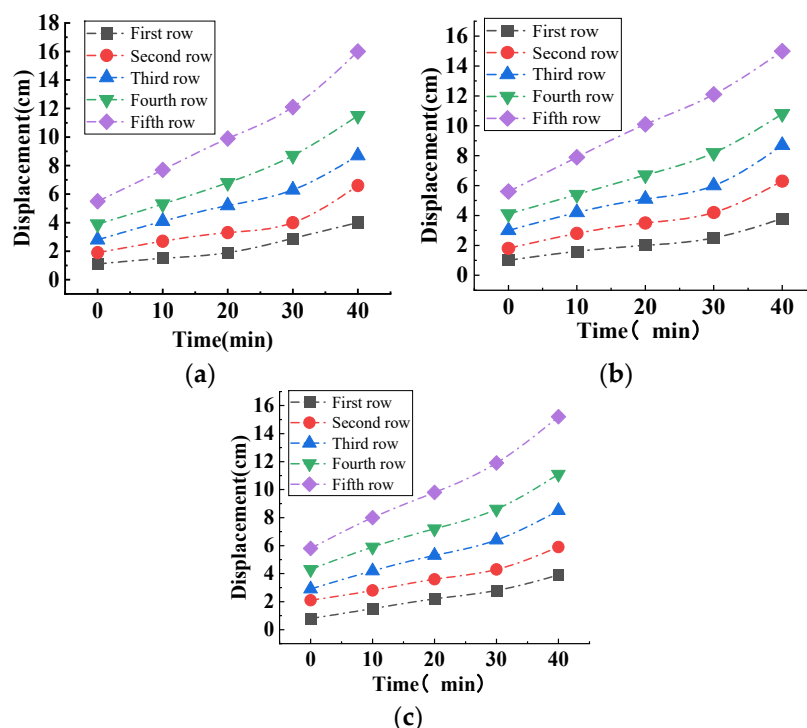 First row
Second row
Third row
Fourth row
Fifth row
18
16
14
12
10
8
6
4
2
0
Displacement(cm)
0 10 20 30 40
Time(min)
(a)
First row
Second row
Third row
Fourth row
Fifth row
16
14
12
10
8
6
4
2
0
Displacement(cm)
0 10 20 30 40
Time( min)
(b)
First row
Second row
Third row
Fourth row
Fifth row
16
14
12
10
8
6
4
2
0
Displacement(cm)
0 10 20 30 40
Time( min)
(c)